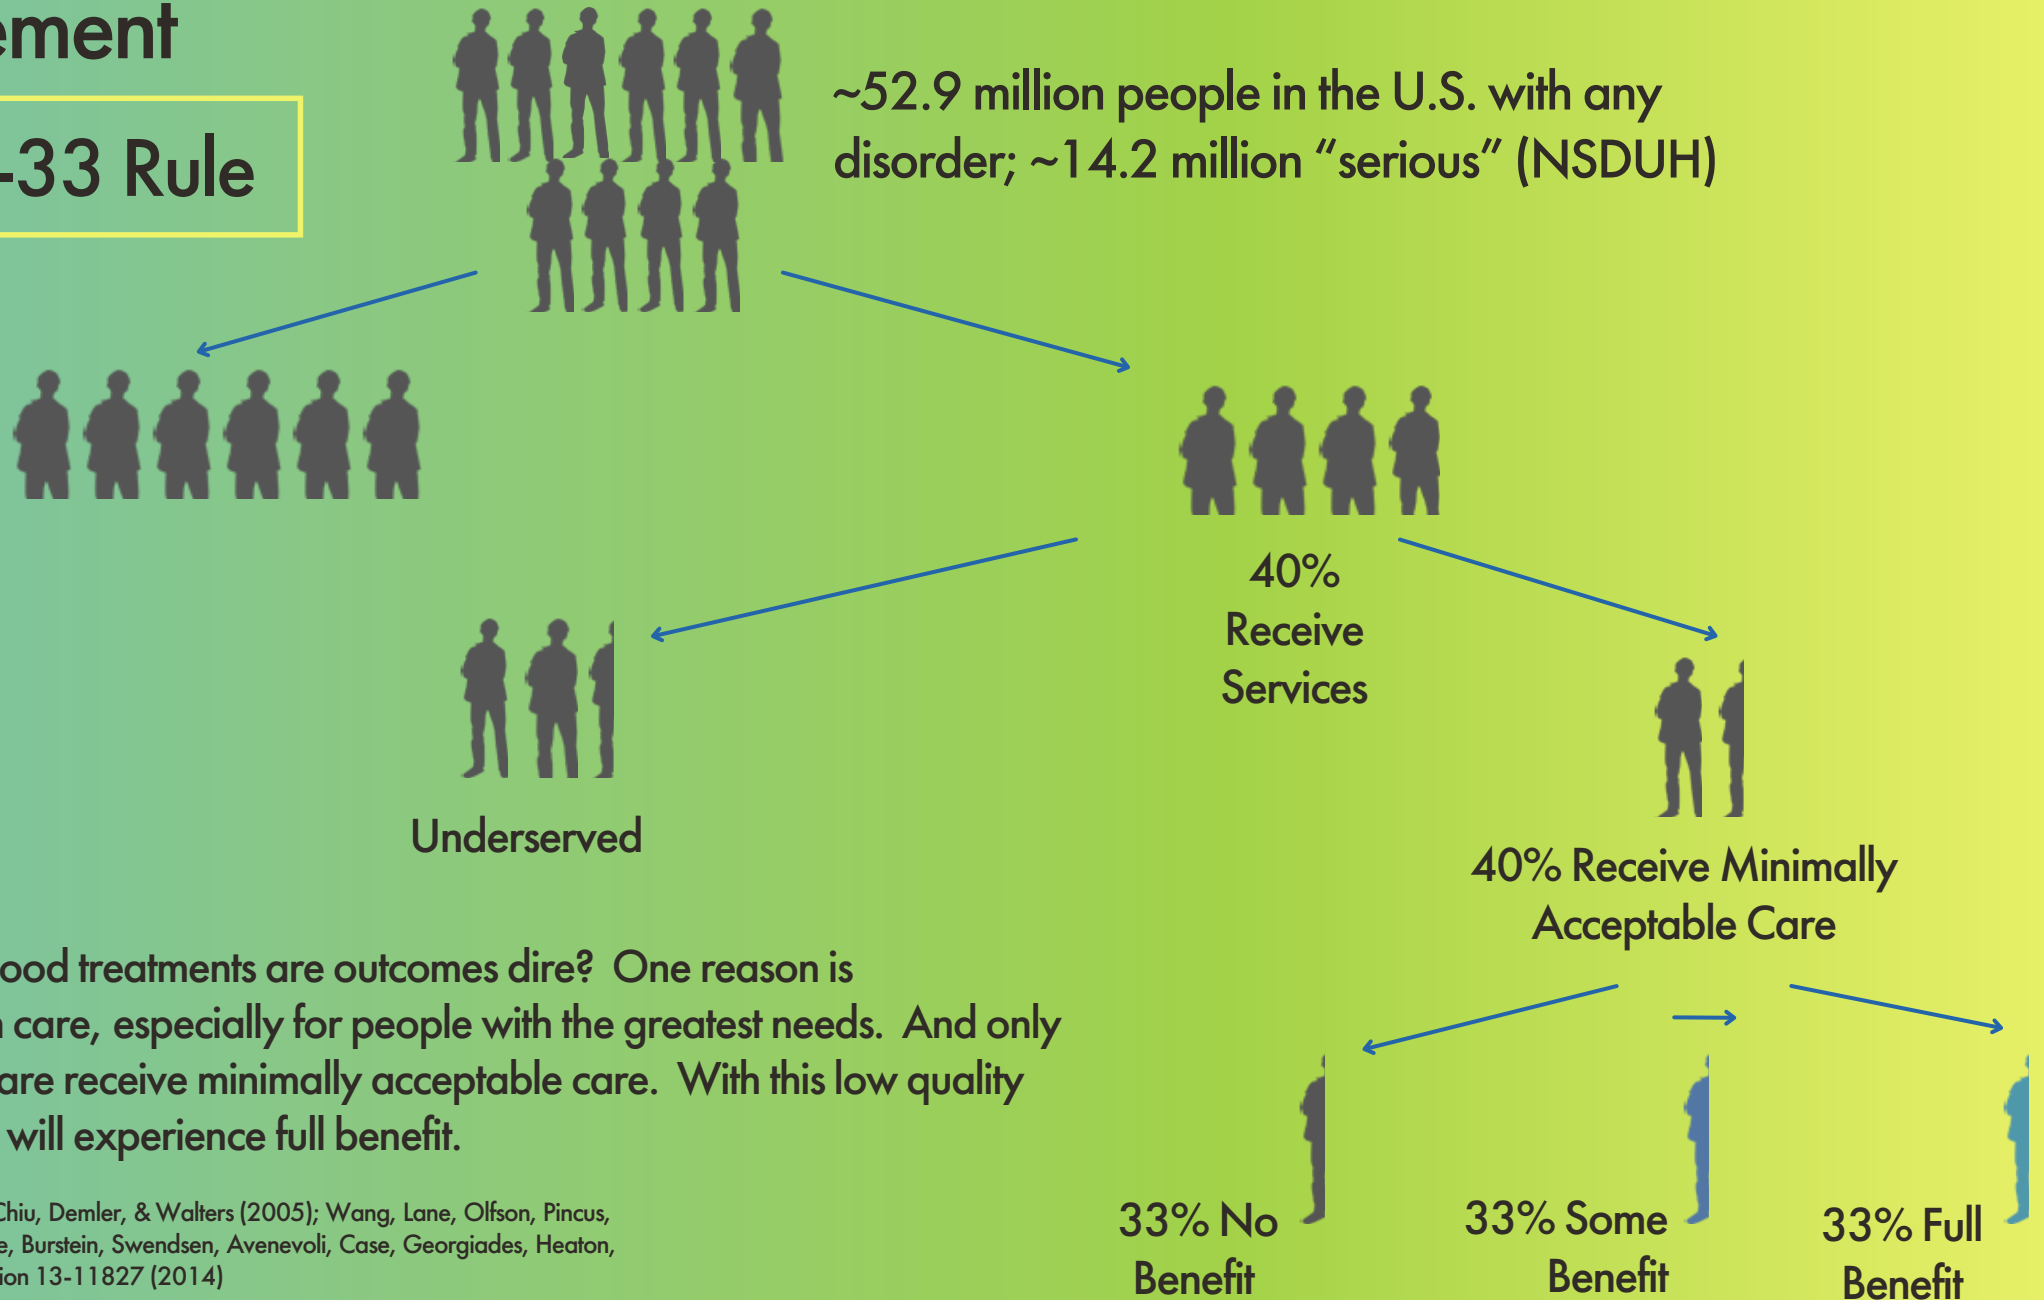 ement
-33 Rule
~52.9 million people in the U.S. with any
disorder; ~14.2 million “serious” (NSDUH)
40%
Receive
Services
Underserved
40% Receive Minimally
Acceptable Care
ood treatments are outcomes dire? One reason is
care, especially for people with the greatest needs. And only
are receive minimally acceptable care. With this low quality
will experience full benefit.
33% No
Benefit
33% Some
Benefit
33% Full
Benefit
Chiu, Demler, & Walters (2005); Wang, Lane, Olfson, Pincus,
e, Burstein, Swendsen, Avenevoli, Case, Georgiades, Heaton,
ion 13-11827 (2014)